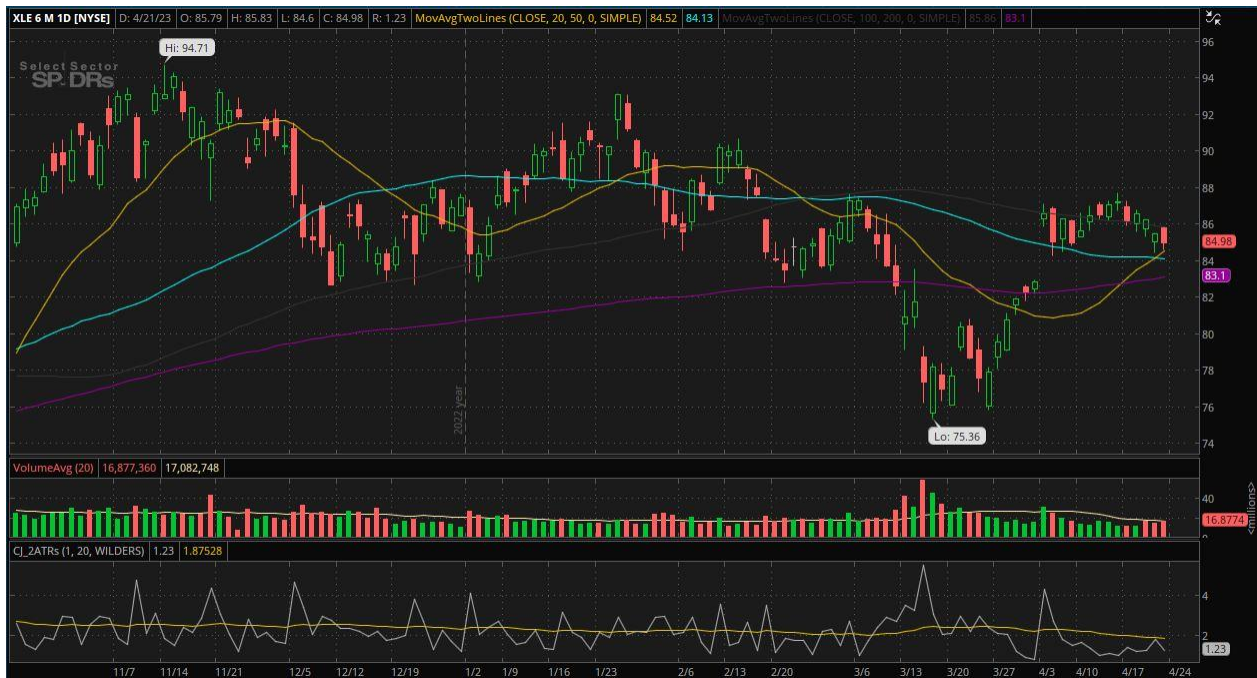 XLE 6 M 1D [NYSE] D: 4/21/23 O: 85.79 H: 85.83 L: 84.6 C: 84.98 R: 1.23 MovAvgTwoLines (CLOSE, 20, 50, 0, SIMPLE) 84.52 84.13 MovAvgTwoLines (CLOSE, 100, 200, 0, SIMPLE) 85.86 83.1
Select Sector
SPDRs
Hi: 94.71
96
94
92
90
88
86
84.98
84
83.1
82
80
78
76
74
2022 year
Lo: 75.36
VolumeAvg (20) 16,877,360 17,082,748
40
16.8774
0
<millions>
CJ_2ATRs (1, 20, WILDERS) 1.23 1.87528
4
2
1.23
11/7 11/14 11/21 12/5 12/12 12/19 1/2 1/9 1/16 1/23 2/6 2/13 2/20 3/6 3/13 3/20 3/27 4/3 4/10 4/17 4/24